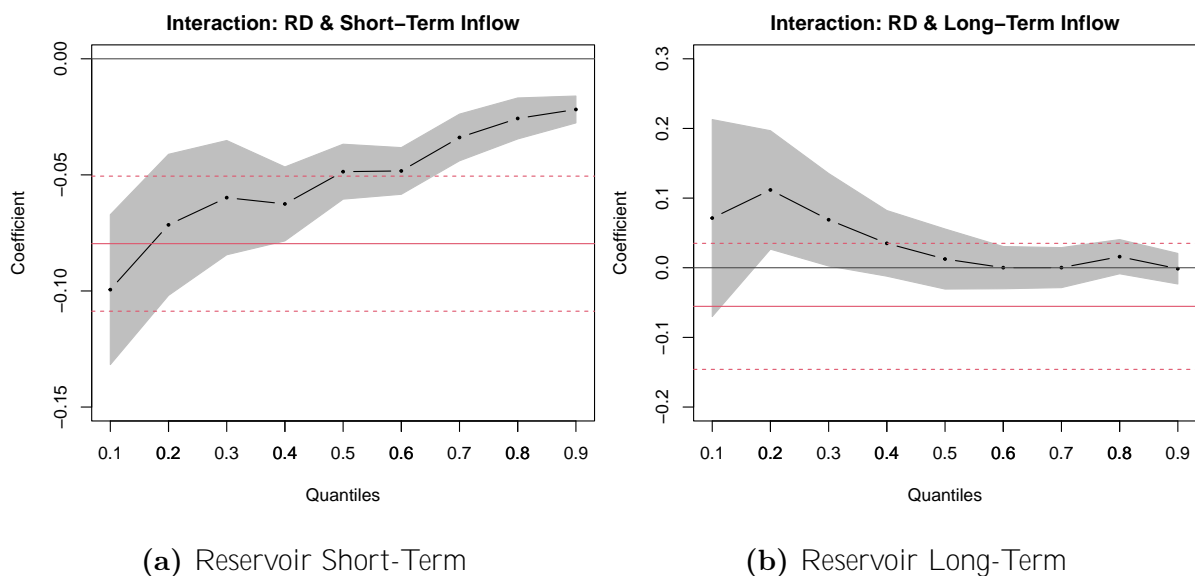 Interaction: RD & Short−Term Inflow
Coefficient
0.00
−0.05
−0.10
−0.15
0.1 0.2 0.3 0.4 0.5 0.6 0.7 0.8 0.9
Quantiles
(a) Reservoir Short-Term
Interaction: RD & Long−Term Inflow
Coefficient
0.3
0.2
0.1
0.0
−0.1
−0.2
0.1 0.2 0.3 0.4 0.5 0.6 0.7 0.8 0.9
Quantiles
(b) Reservoir Long-Term